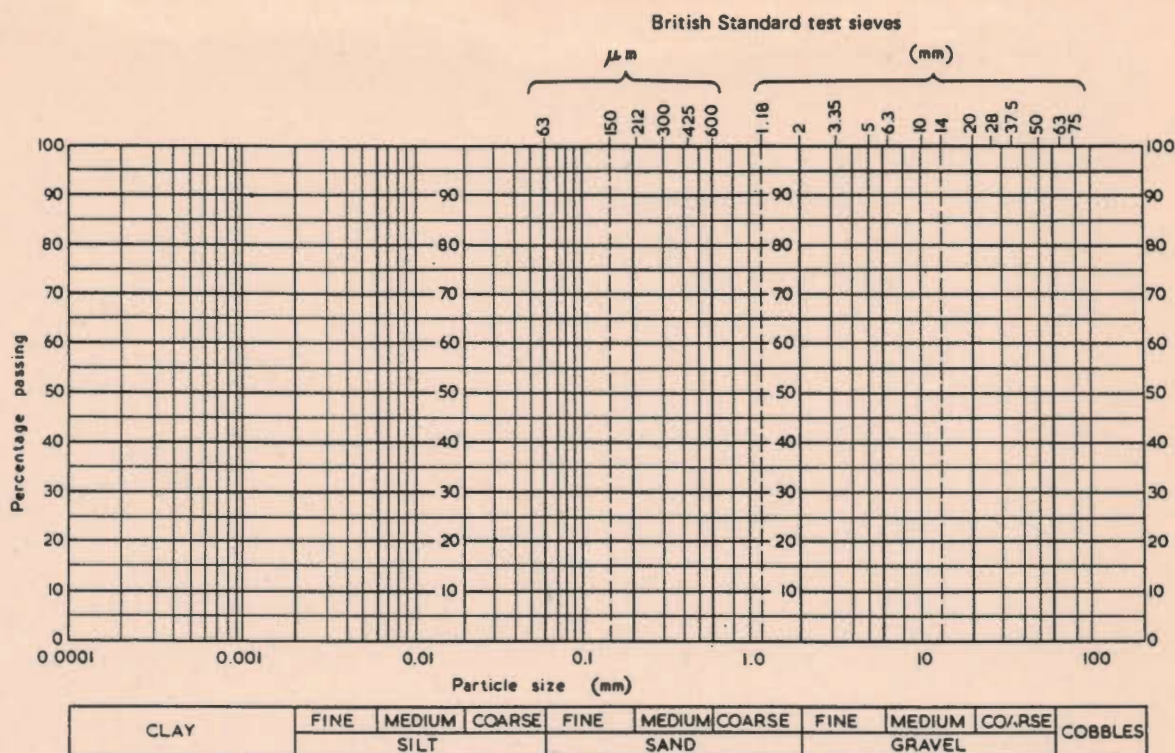 British Standard test sieves
μm (mm)
63 150 212 300 425 600 1.18 2 3.35 5 6.3 10 14 20 28 37.5 50 63 75
100 100
90 90 90 90
80 80 80 80
70 70 70 70
60 60 60 60
50 50 50 50
40 40 40 40
30 30 30 30
20 20 20 20
10 10 10 10
0 0
Percentage passing
0.0001 0.001 0.01 0.1 1.0 10 100
Particle size (mm)
CLAY FINE MEDIUM COARSE FINE MEDIUM COARSE FINE MEDIUM COARSE COBBLES
SILT SAND GRAVEL